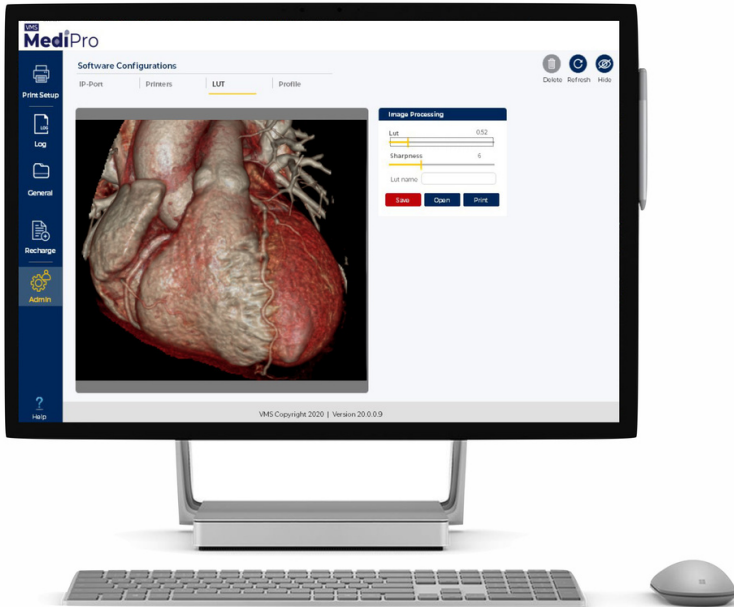 VMS
MediPro
Software Configurations
IP-Port Printers LUT Profile
Delete Refresh Hide
Print Setup
Log
General
Recharge
Admin
Help
Image Processing
Lut 0.52
Sharpness 6
Lut name
Save Open Print
VMS Copyright 2020 | Version 20.0.0.9